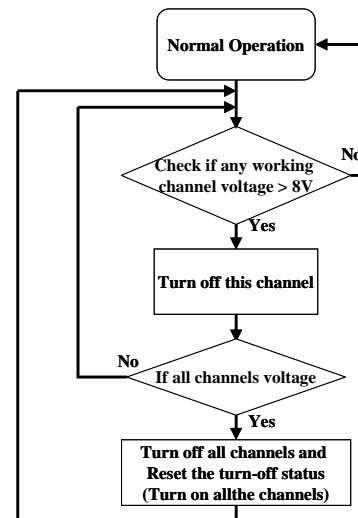 Normal Operation
Check if any working
channel voltage > 8V
No
Yes
Turn off this channel
No
If all channels voltage
Yes
Turn off all channels and
Reset the turn-off status
(Turn on allthe channels)